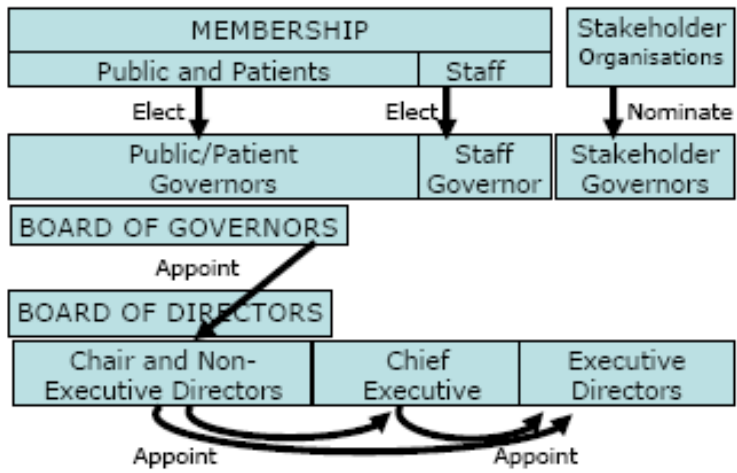 MEMBERSHIP
Stakeholder
Organisations
Public and Patients
Staff
Elect
Elect
Nominate
Public/Patient
Governors
Staff
Governor
Stakeholder
Governors
BOARD OF GOVERNORS
Appoint
BOARD OF DIRECTORS
Chair and Non-
Executive Directors
Chief
Executive
Executive
Directors
Appoint
Appoint